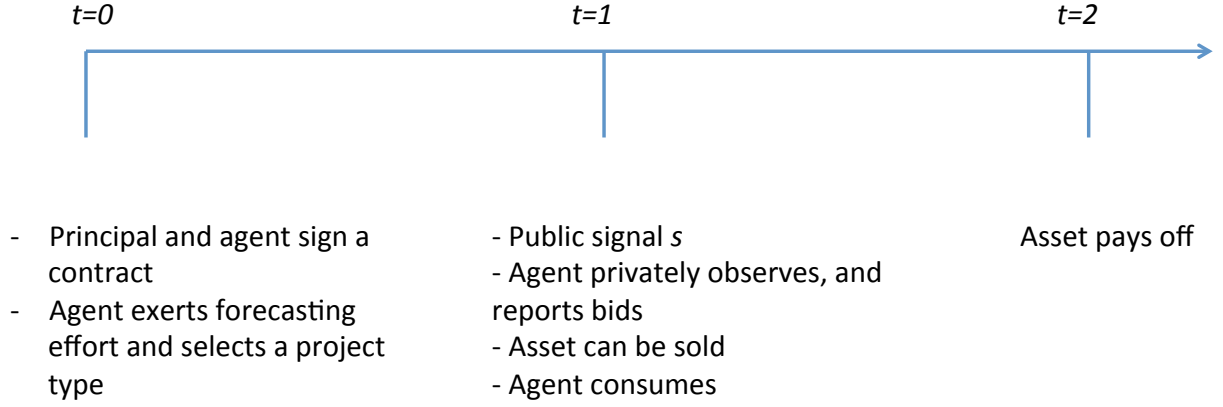 t=0
t=1
t=2
- Principal and agent sign a
contract
- Agent exerts forecasting
effort and selects a project
type
- Public signal s
- Agent privately observes, and
reports bids
- Asset can be sold
- Agent consumes
Asset pays off